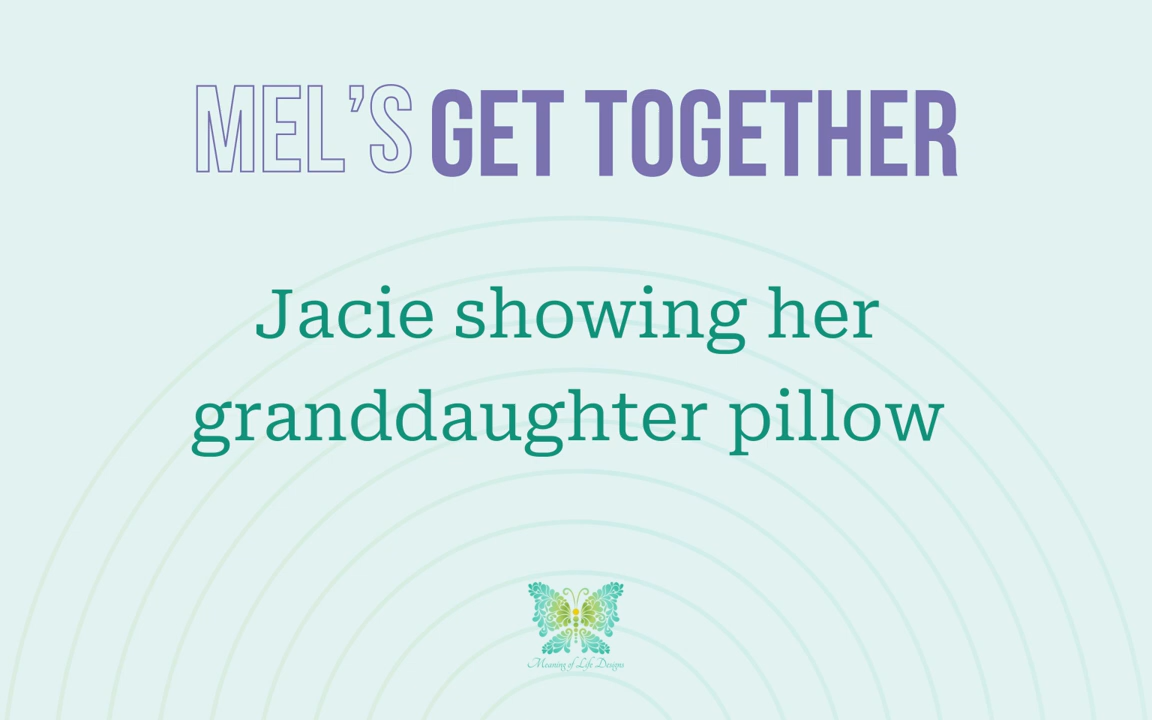 MEL'S GET TOGETHER
Jacie showing her
granddaughter pillow
Meaning of Life Designs